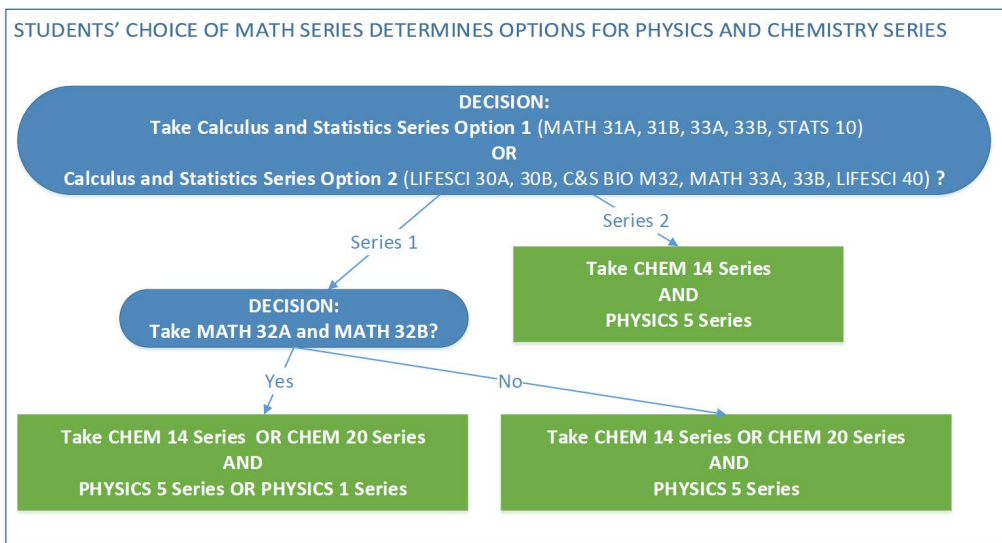 STUDENTS' CHOICE OF MATH SERIES DETERMINES OPTIONS FOR PHYSICS AND CHEMISTRY SERIES
DECISION:
Take Calculus and Statistics Series Option 1 (MATH 31A, 31B, 33A, 33B, STATS 10)
OR
Calculus and Statistics Series Option 2 (LIFESCI 30A, 30B, C&S BIO M32, MATH 33A, 33B, LIFESCI 40) ?
Series 1
Series 2
Take CHEM 14 Series
AND
PHYSICS 5 Series
DECISION:
Take MATH 32A and MATH 32B?
Yes
No
Take CHEM 14 Series OR CHEM 20 Series
AND
PHYSICS 5 Series OR PHYSICS 1 Series
Take CHEM 14 Series OR CHEM 20 Series
AND
PHYSICS 5 Series